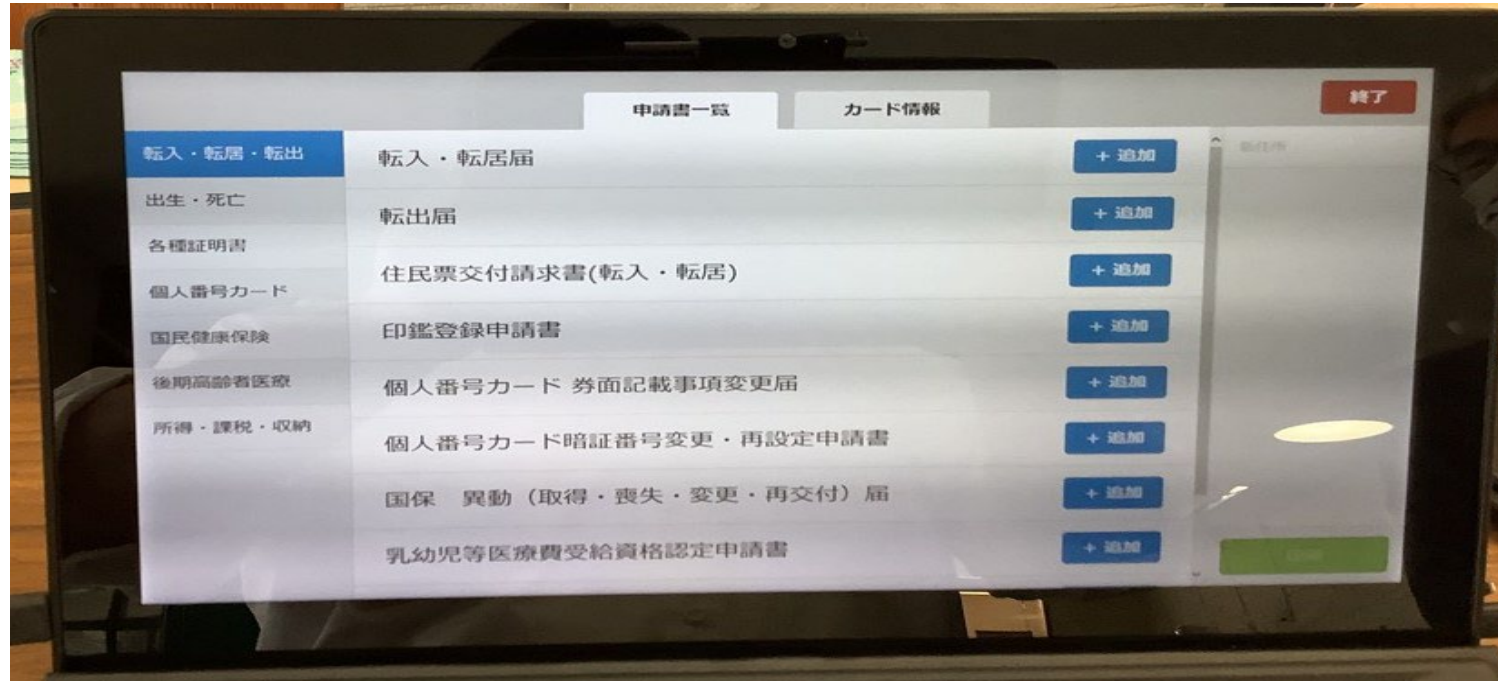 申請書一覧
カード情報
終了
転入・転居・転出
出生・死亡
各種証明書
個人番号カード
国民健康保険
後期高齢者医療
所得・課税・収納
転入・転居届
+ 追加
転出届
+ 追加
住民票交付請求書(転入・転居)
+ 追加
印鑑登録申請書
+ 追加
個人番号カード 券面記載事項変更届
+ 追加
個人番号カード暗証番号変更・再設定申請書
+ 追加
国保　異動（取得・喪失・変更・再交付）届
+ 追加
乳幼児等医療費受給資格認定申請書
+ 追加
新住所